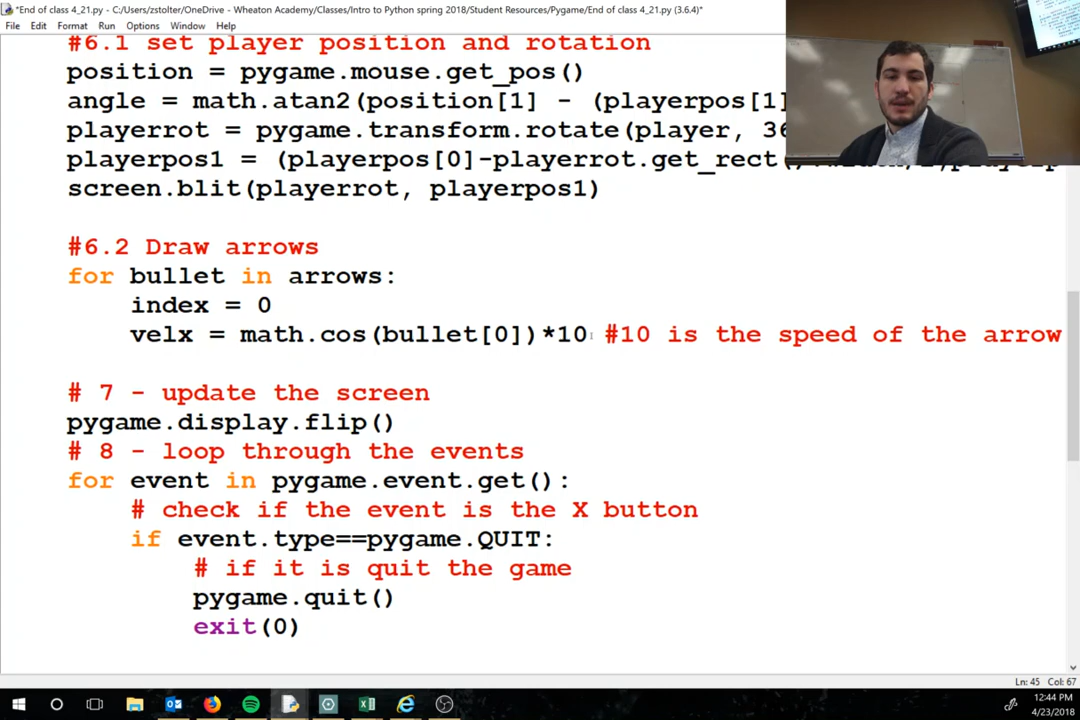 *End of class 4_21.py - C:/Users/zstolter/OneDrive - Wheaton Academy/Classes/Intro to Python spring 2018/Student Resources/Pygame/End of class 4_21.py (3.6.4)*
File Edit Format Run Options Window Help
#6.1 set player position and rotation
position = pygame.mouse.get_pos()
angle = math.atan2(position[1] - (playerpos[1]
playerrot = pygame.transform.rotate(player, 36
playerpos1 = (playerpos[0]-playerrot.get_rect(
screen.blit(playerrot, playerpos1)
#6.2 Draw arrows
for bullet in arrows:
index = 0
velx = math.cos(bullet[0])*10 #10 is the speed of the arrow
# 7 - update the screen
pygame.display.flip()
# 8 - loop through the events
for event in pygame.event.get():
# check if the event is the X button
if event.type==pygame.QUIT:
# if it is quit the game
pygame.quit()
exit(0)
Ln: 45 Col: 67
12:44 PM
4/23/2018